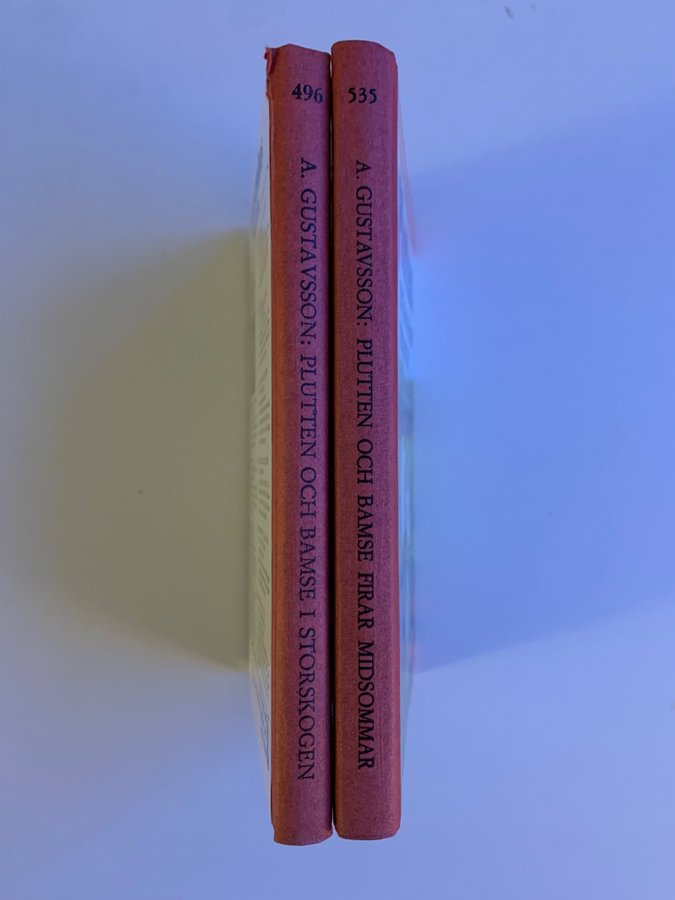 496
A. GUSTAVSSON: PLUTTEN OCH BAMSE I STORSKOGEN
535
A. GUSTAVSSON: PLUTTEN OCH BAMSE FIRAR MIDSOMMAR